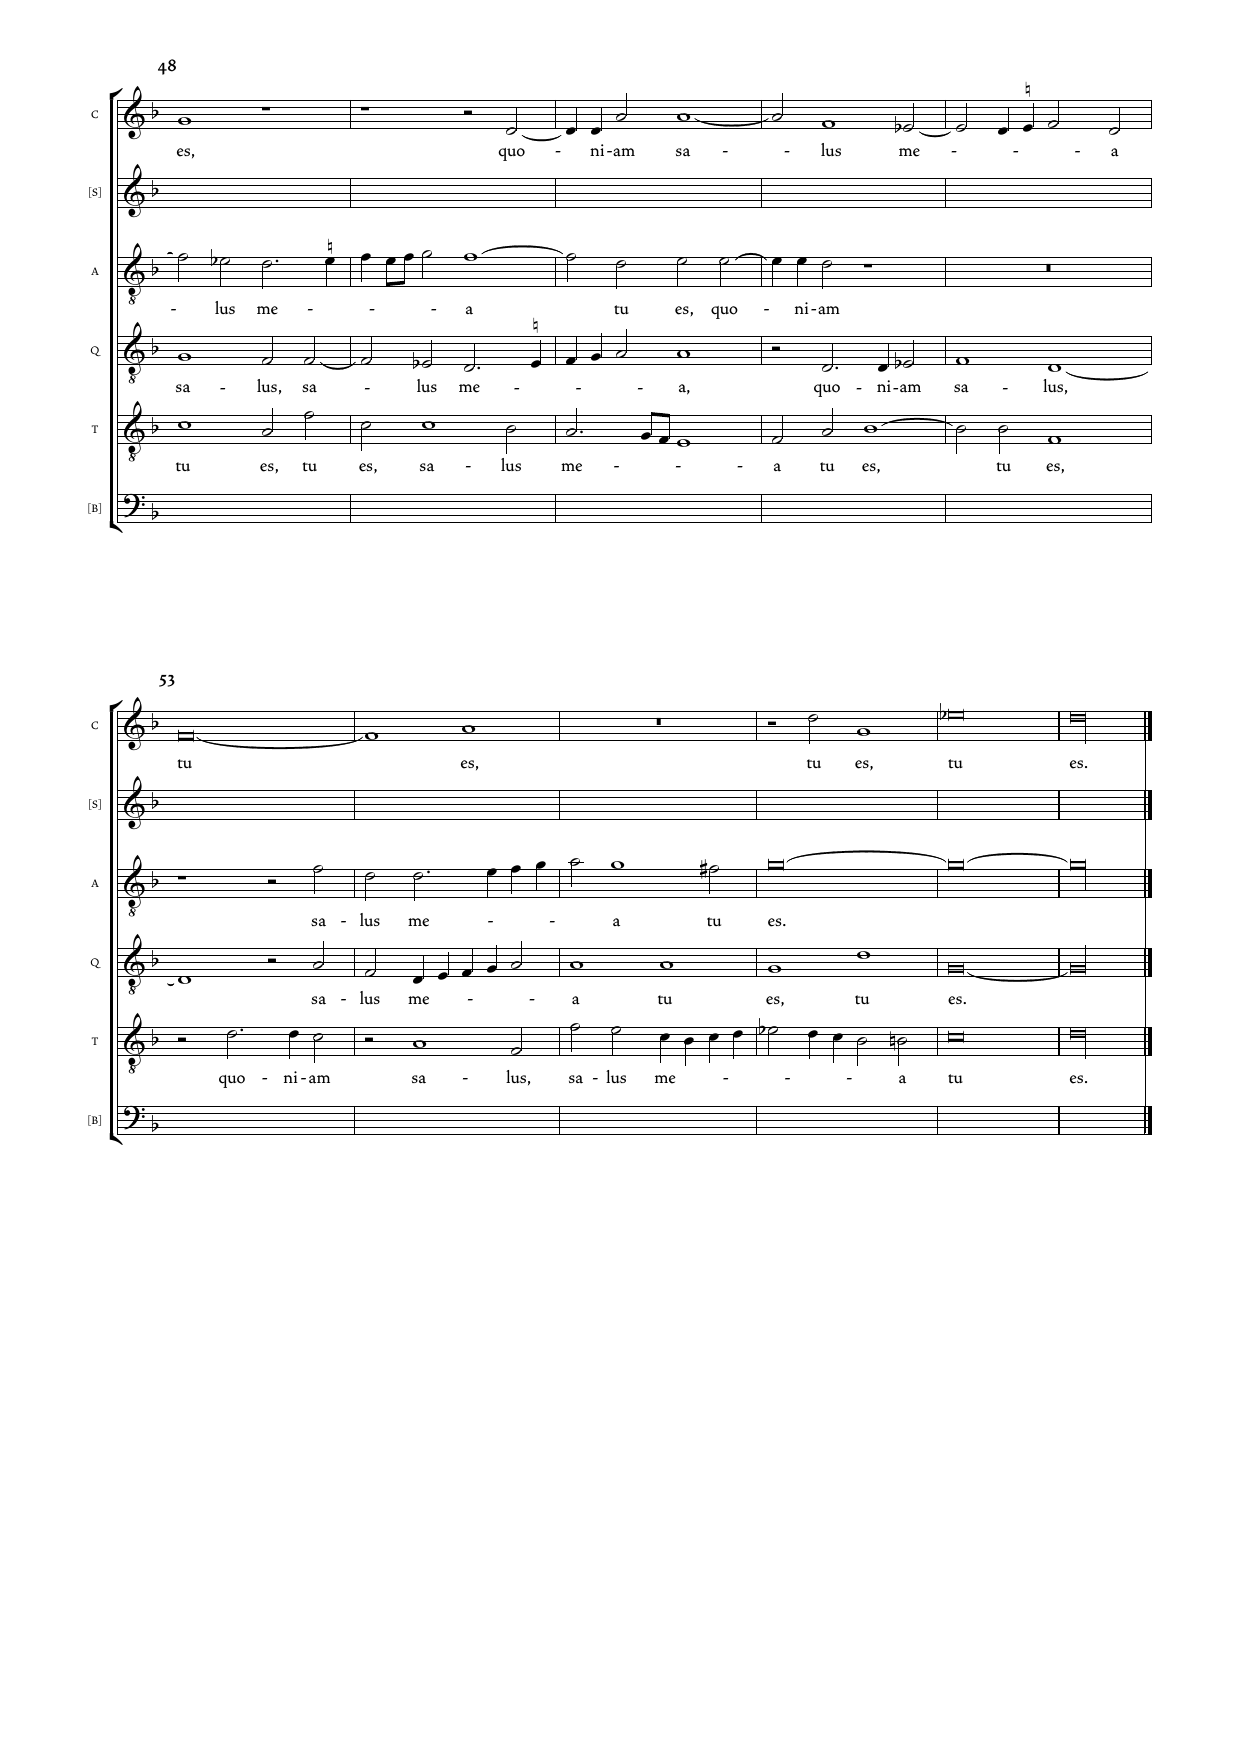 48
C
es, quo - ni-am sa - - lus me - - - a
[S]
A
- lus me - - - a tu es, quo - ni-am
Q
sa - lus, sa - lus me - - - a, quo - ni-am sa - lus,
T
tu es, tu es, sa - lus me - - - a tu es, tu es,
[B]
53
C
tu es, tu es, tu es.
[S]
A
sa - lus me - - a tu es.
Q
sa - lus me - - a tu es, tu es.
T
quo - ni-am sa - lus, sa - lus me - - - - a tu es.
[B]